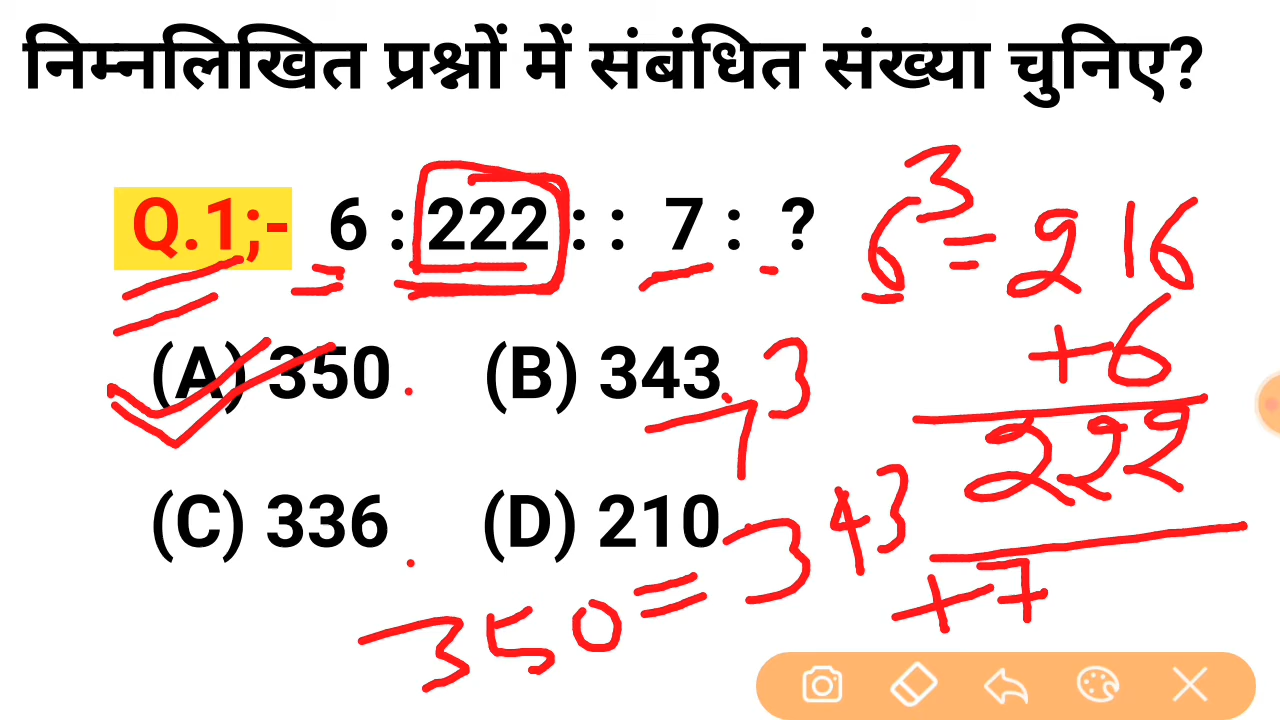 निम्नलिखित प्रश्नों में संबंधित संख्या चुनिए?
Q.1;- 6 : 222 : : 7 : ?
6³ = 216
+6
222
(A) 350 (B) 343
7³
(C) 336 (D) 210
= 343
+7
350